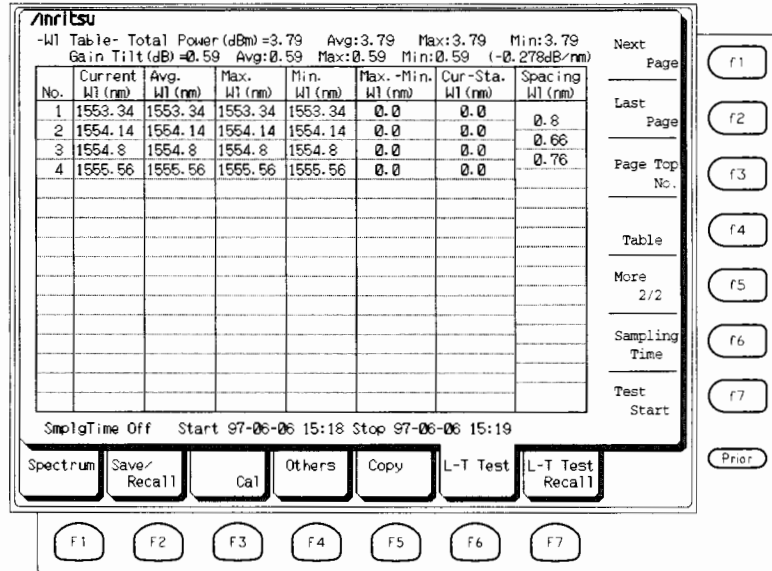 Anritsu
-Wl Table- Total Power(dBm)=3.79 Avg:3.79 Max:3.79 Min:3.79
Gain Tilt(dB)=0.59 Avg:0.59 Max:0.59 Min:0.59 (-0.278dB/nm)
No. Current Wl(nm) Avg. Wl(nm) Max. Wl(nm) Min. Wl(nm) Max.-Min. Wl(nm) Cur-Sta. Wl(nm) Spacing Wl(nm)
1 1553.34 1553.34 1553.34 1553.34 0.0 0.0
0.8
2 1554.14 1554.14 1554.14 1554.14 0.0 0.0
0.66
3 1554.8 1554.8 1554.8 1554.8 0.0 0.0
0.76
4 1555.56 1555.56 1555.56 1555.56 0.0 0.0
SmplgTime Off Start 97-06-06 15:18 Stop 97-06-06 15:19
Next
Page
Last
Page
Page Top
No.
Table
More
2/2
Sampling
Time
Test
Start
f1
f2
f3
f4
f5
f6
f7
Prior
Spectrum
Save/
Recall
Cal
Others
Copy
L-T Test
L-T Test
Recall
F1
F2
F3
F4
F5
F6
F7